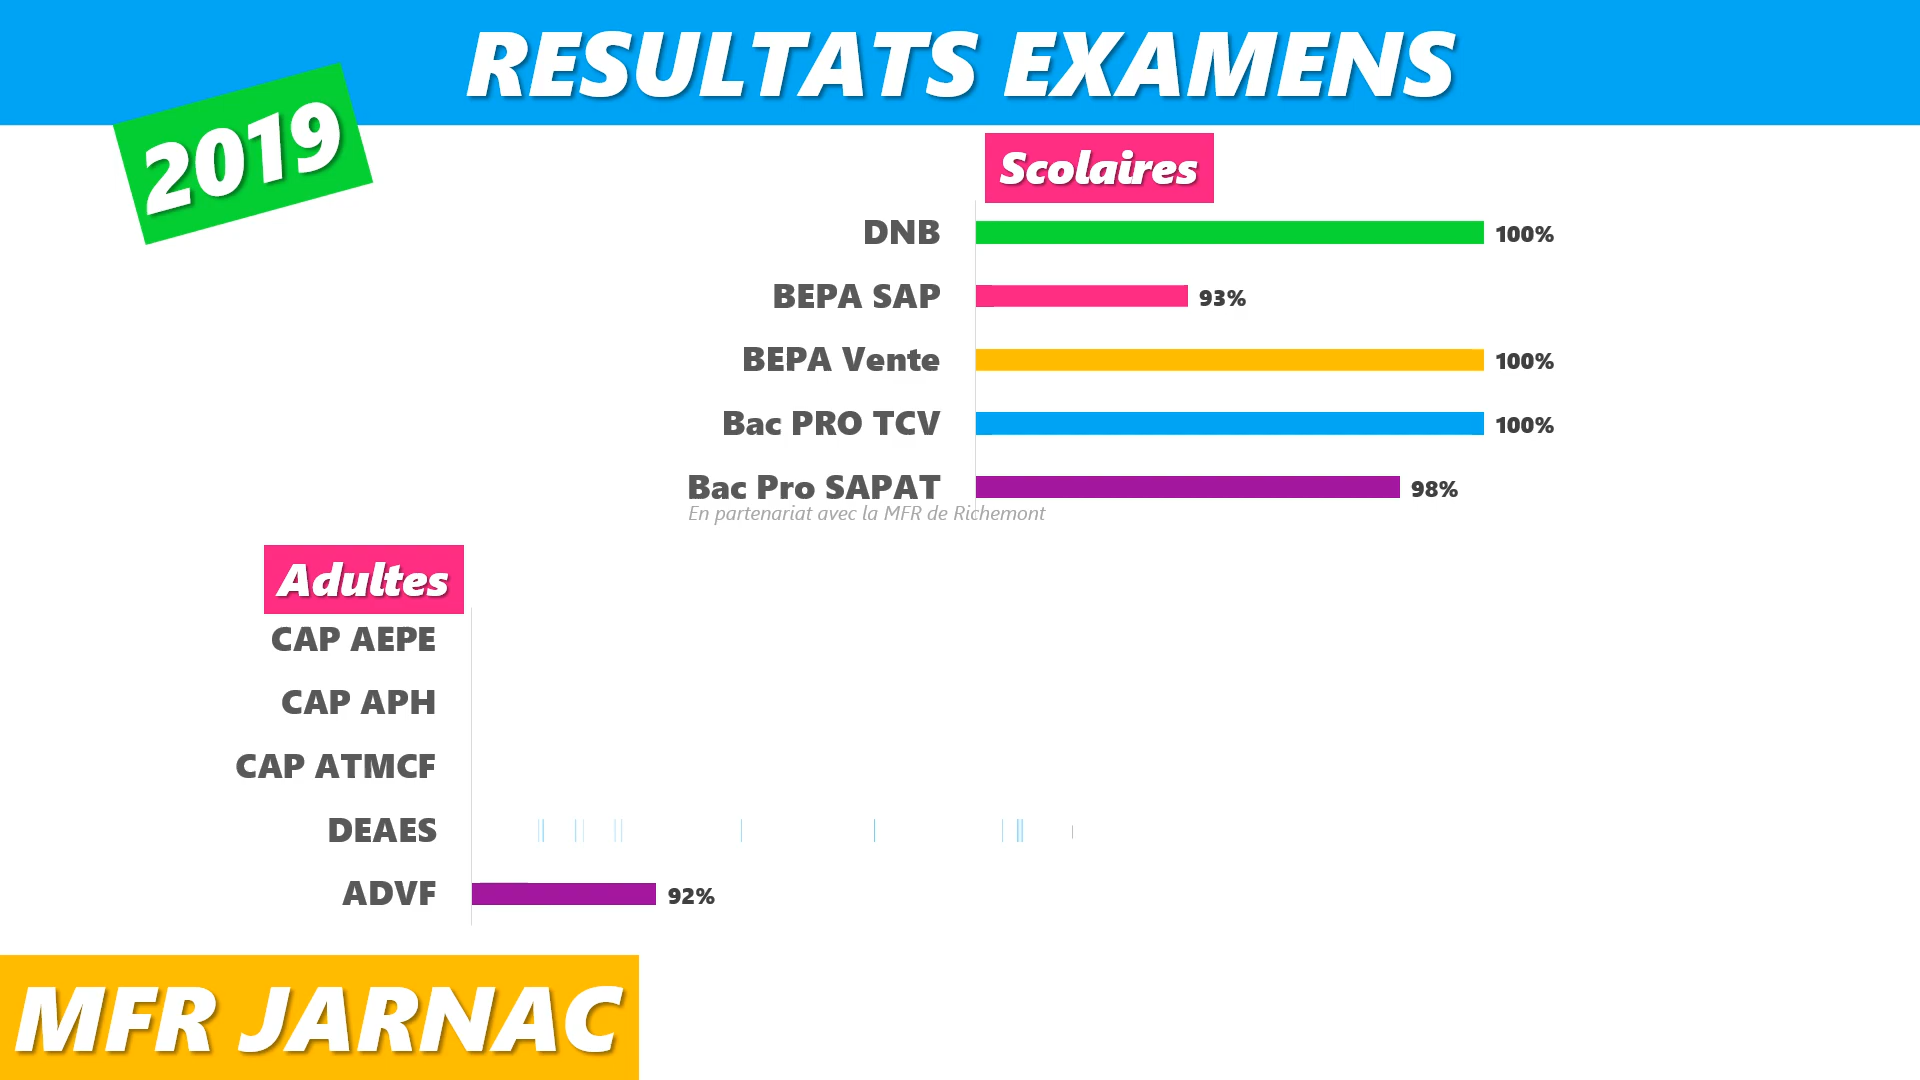 RESULTATS EXAMENS
2019
Scolaires
DNB 100%
BEPA SAP 93%
BEPA Vente 100%
Bac PRO TCV 100%
Bac Pro SAPAT 98%
En partenariat avec la MFR de Richemont
Adultes
CAP AEPE
CAP APH
CAP ATMCF
DEAES
ADVF 92%
MFR JARNAC